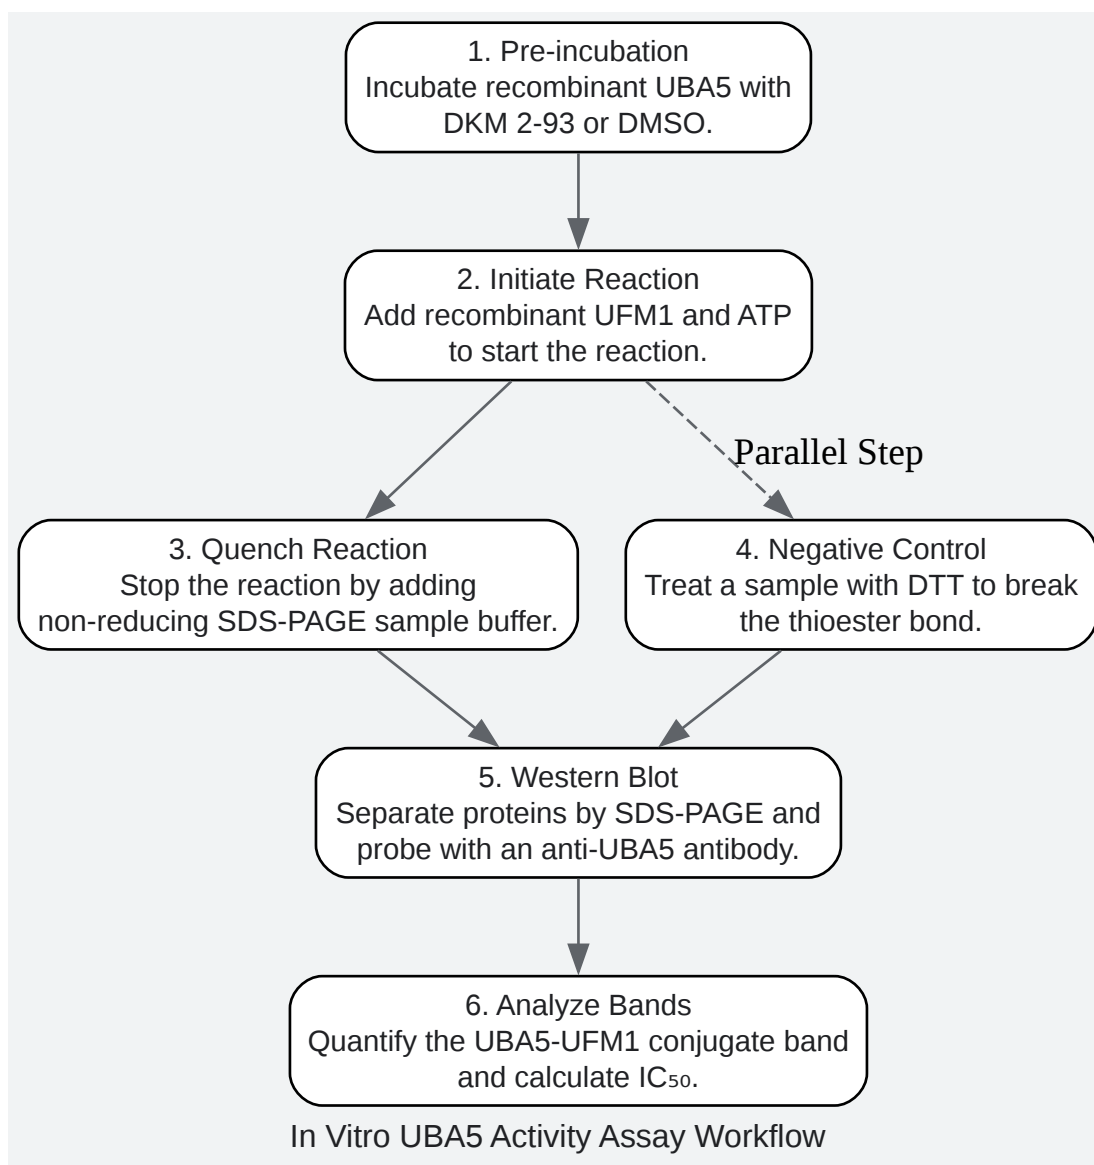 1. Pre-incubation
Incubate recombinant UBA5 with
DKM 2-93 or DMSO.
2. Initiate Reaction
Add recombinant UFM1 and ATP
to start the reaction.
Parallel Step
3. Quench Reaction
Stop the reaction by adding
non-reducing SDS-PAGE sample buffer.
4. Negative Control
Treat a sample with DTT to break
the thioester bond.
5. Western Blot
Separate proteins by SDS-PAGE and
probe with an anti-UBA5 antibody.
6. Analyze Bands
Quantify the UBA5-UFM1 conjugate band
and calculate IC₅₀.
In Vitro UBA5 Activity Assay Workflow